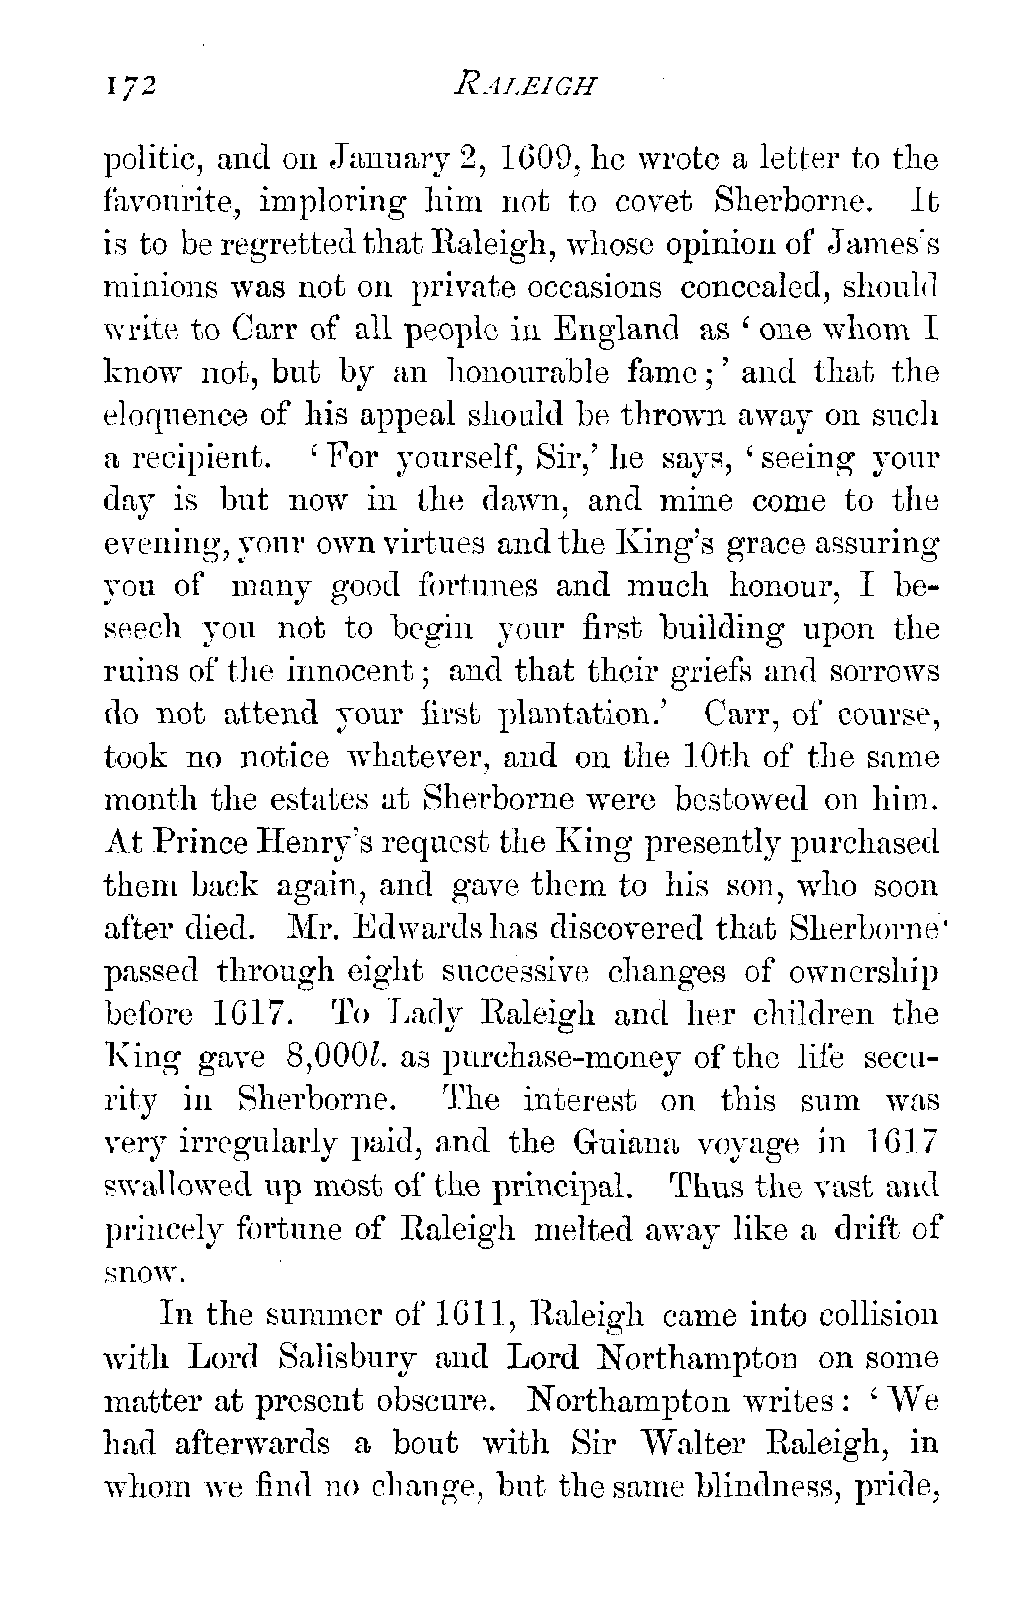 172 RALEIGH
politic, and on January 2, 1609, he wrote a letter to the
favourite, imploring him not to covet Sherborne. It
is to be regretted that Raleigh, whose opinion of James's
minions was not on private occasions concealed, should
write to Carr of all people in England as ‘ one whom I
know not, but by an honourable fame ; ’ and that the
eloquence of his appeal should be thrown away on such
a recipient. ‘ For yourself, Sir,’ he says, ‘ seeing your
day is but now in the dawn, and mine come to the
evening, your own virtues and the King's grace assuring
you of many good fortunes and much honour, I be-
seech you not to begin your first building upon the
ruins of the innocent ; and that their griefs and sorrows
do not attend your first plantation.’ Carr, of course,
took no notice whatever, and on the 10th of the same
month the estates at Sherborne were bestowed on him.
At Prince Henry's request the King presently purchased
them back again, and gave them to his son, who soon
after died. Mr. Edwards has discovered that Sherborne
passed through eight successive changes of ownership
before 1617. To Lady Raleigh and her children the
King gave 8,000l. as purchase-money of the life secu-
rity in Sherborne. The interest on this sum was
very irregularly paid, and the Guiana voyage in 1617
swallowed up most of the principal. Thus the vast and
princely fortune of Raleigh melted away like a drift of
snow.
In the summer of 1611, Raleigh came into collision
with Lord Salisbury and Lord Northampton on some
matter at present obscure. Northampton writes : ‘ We
had afterwards a bout with Sir Walter Raleigh, in
whom we find no change, but the same blindness, pride,